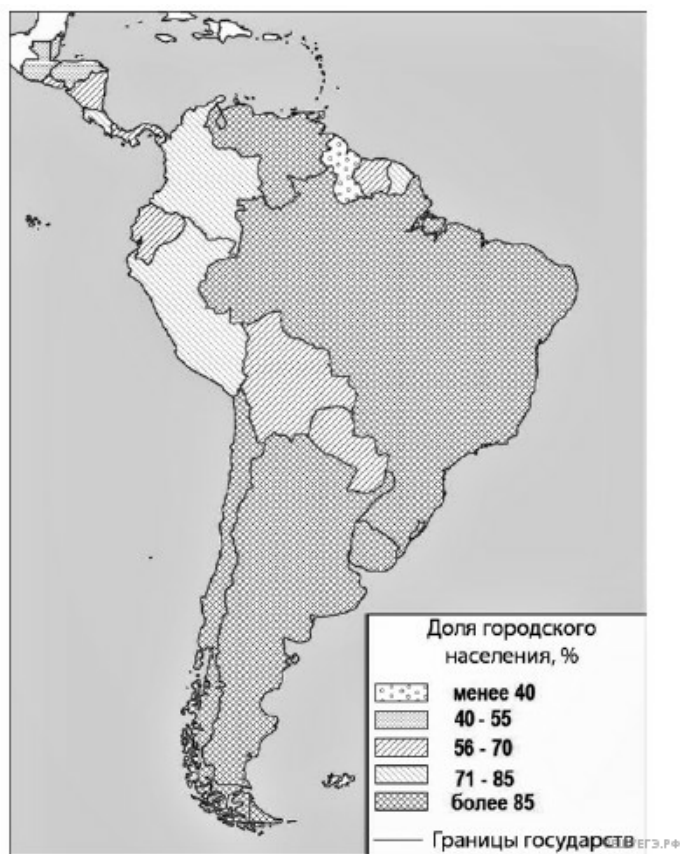 Доля городского
населения, %
менее 40
40 - 55
56 - 70
71 - 85
более 85
Границы государств